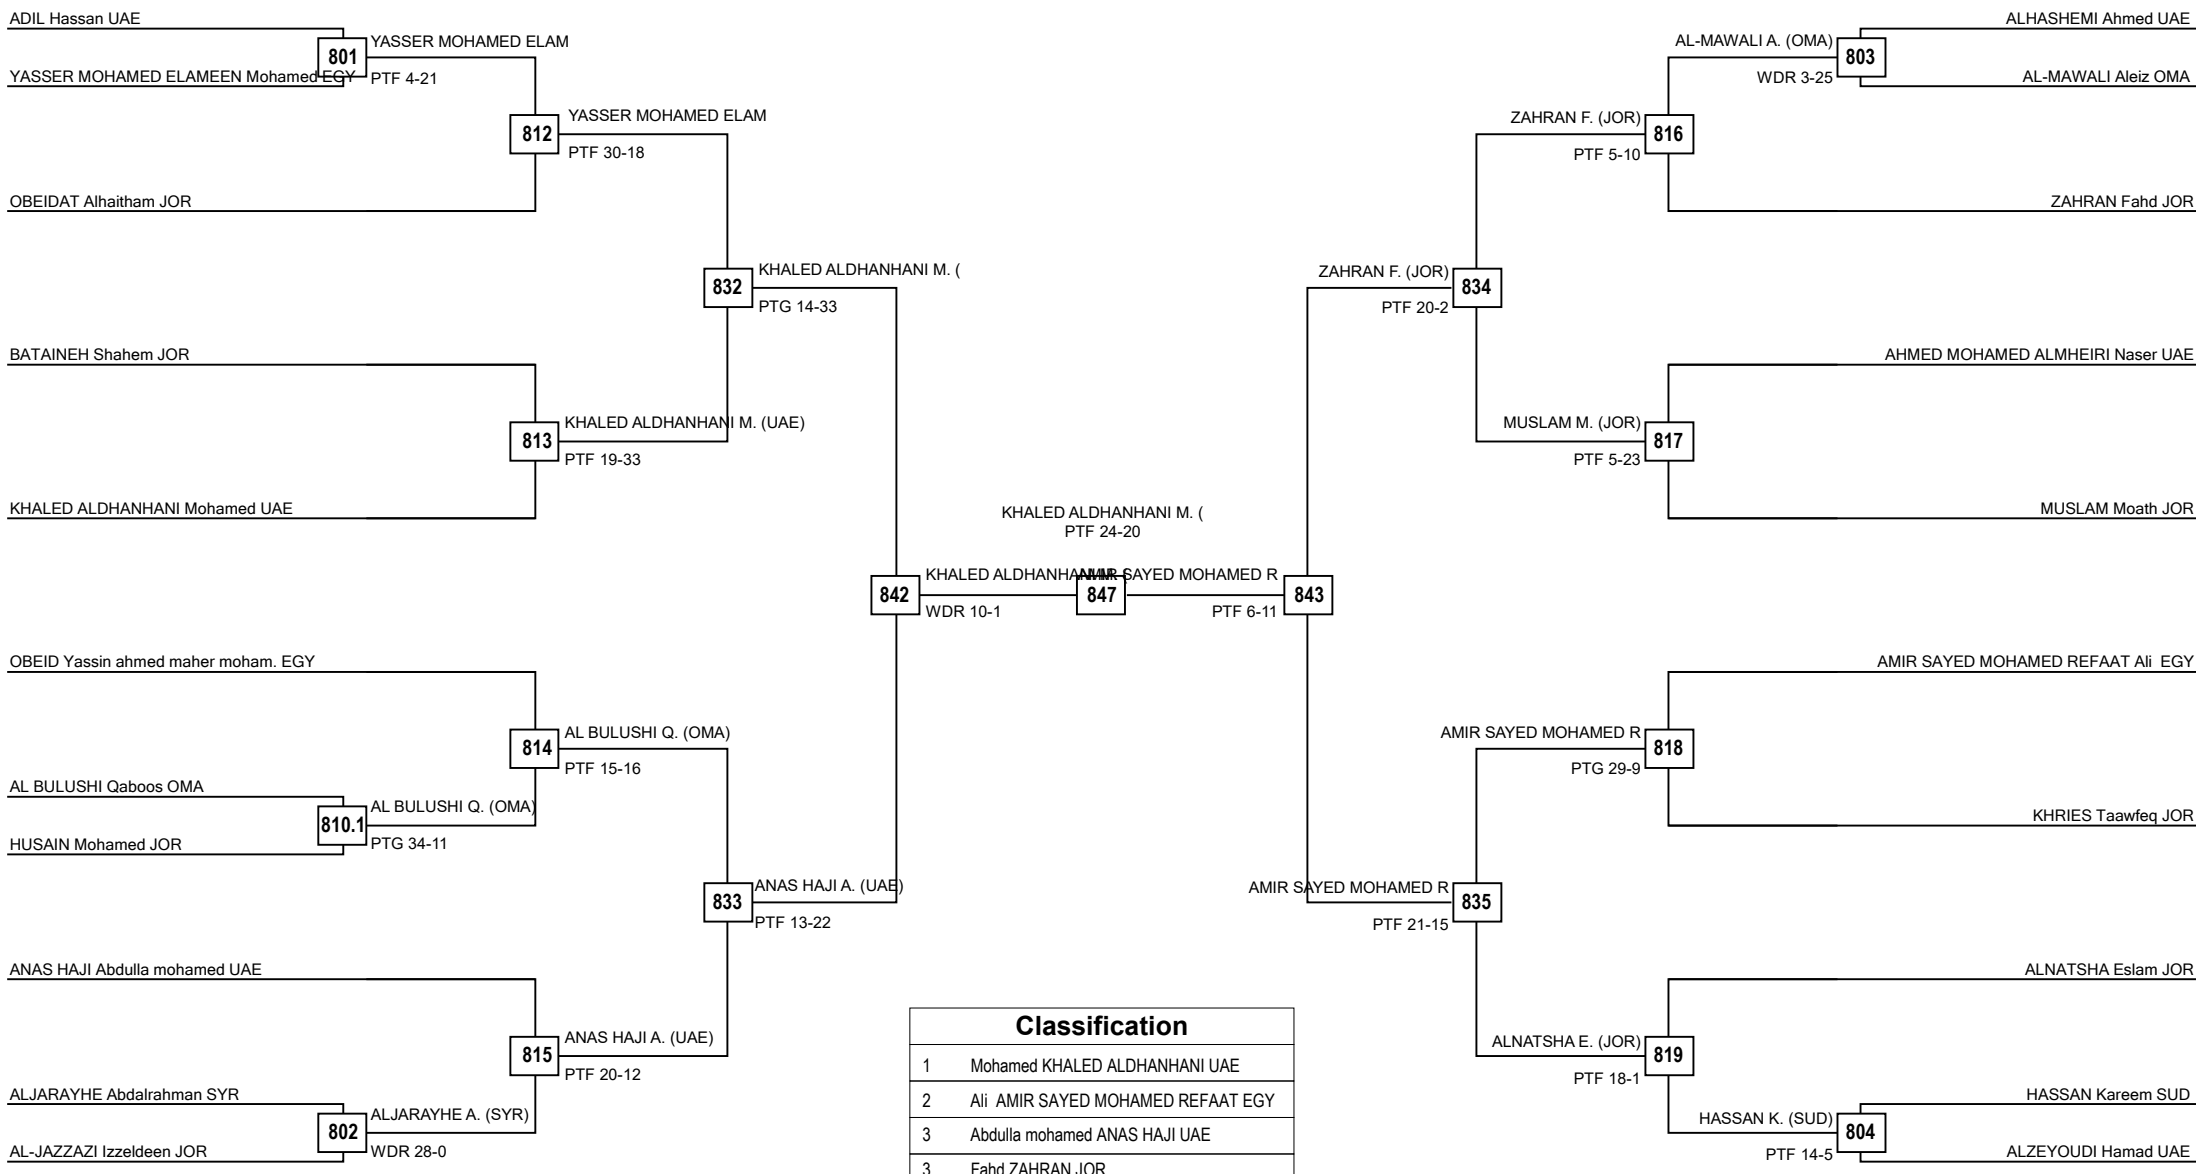 ADIL Hassan UAE
YASSER MOHAMED ELAMEEN Mohamed EGY
801
YASSER MOHAMED ELAM
PTF 4-21
OBEIDAT Alhaitham JOR
812
YASSER MOHAMED ELAM
PTF 30-18
BATAINEH Shahem JOR
KHALED ALDHANHANI Mohamed UAE
813
KHALED ALDHANHANI M. (UAE)
PTF 19-33
832
KHALED ALDHANHANI M. (
PTG 14-33
OBEID Yassin ahmed maher moham. EGY
AL BULUSHI Qaboos OMA
HUSAIN Mohamed JOR
810.1
AL BULUSHI Q. (OMA)
PTG 34-11
814
AL BULUSHI Q. (OMA)
PTF 15-16
ANAS HAJI Abdulla mohamed UAE
ALJARAYHE Abdalrahman SYR
AL-JAZZAZI Izzeldeen JOR
802
ALJARAYHE A. (SYR)
WDR 28-0
815
ANAS HAJI A. (UAE)
PTF 20-12
833
ANAS HAJI A. (UAE)
PTF 13-22
842
KHALED ALDHANHANI M. (
WDR 10-1
KHALED ALDHANHANI M. (
PTF 24-20
847
AMIR SAYED MOHAMED R
PTF 6-11
843
ALHASHEMI Ahmed UAE
AL-MAWALI Aleiz OMA
803
AL-MAWALI A. (OMA)
WDR 3-25
ZAHRAN Fahd JOR
816
ZAHRAN F. (JOR)
PTF 5-10
AHMED MOHAMED ALMHEIRI Naser UAE
MUSLAM Moath JOR
817
MUSLAM M. (JOR)
PTF 5-23
834
ZAHRAN F. (JOR)
PTF 20-2
AMIR SAYED MOHAMED REFAAT Ali EGY
KHRIES Taawfeq JOR
818
AMIR SAYED MOHAMED R
PTG 29-9
ALNATSHA Eslam JOR
HASSAN Kareem SUD
ALZEYOUDI Hamad UAE
804
HASSAN K. (SUD)
PTF 14-5
819
ALNATSHA E. (JOR)
PTF 18-1
835
AMIR SAYED MOHAMED R
PTF 21-15
Classification
1 Mohamed KHALED ALDHANHANI UAE
2 Ali AMIR SAYED MOHAMED REFAAT EGY
3 Abdulla mohamed ANAS HAJI UAE
3 Fahd ZAHRAN JOR